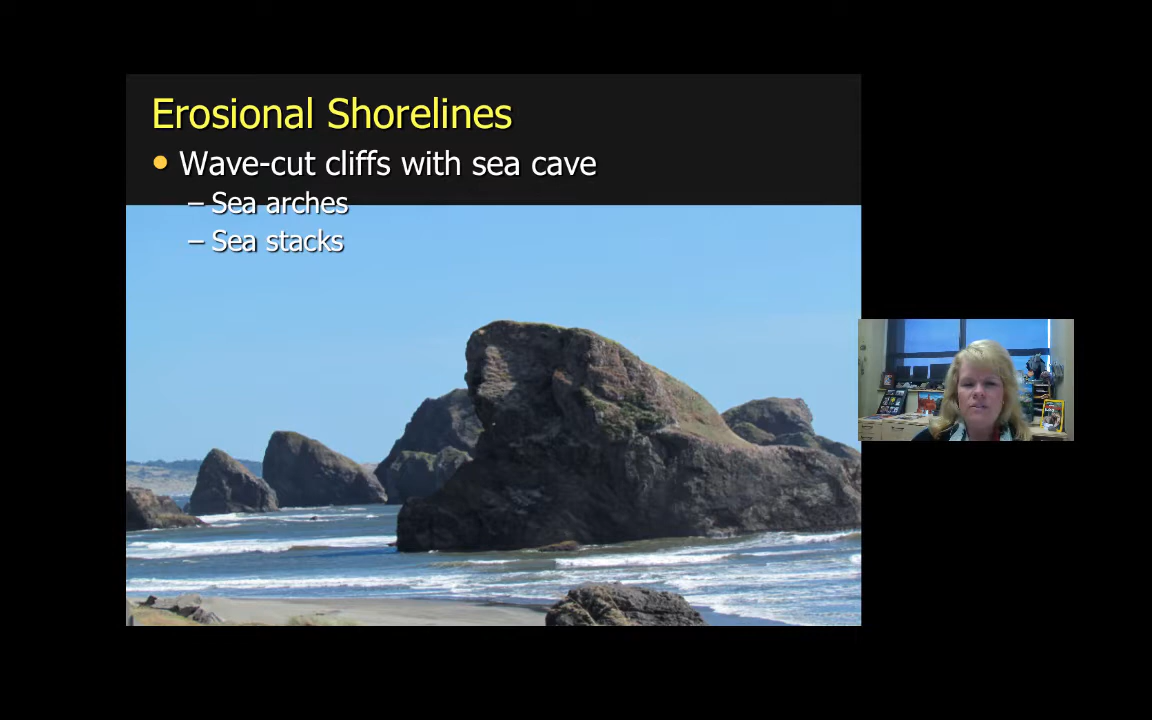 Erosional Shorelines
• Wave-cut cliffs with sea cave
– Sea arches
– Sea stacks